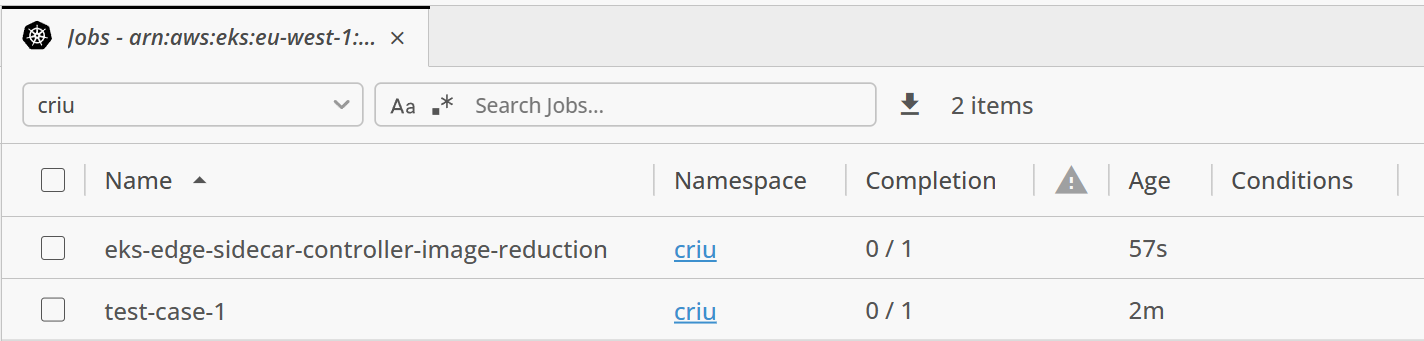 Jobs - arn:aws:eks:eu-west-1:...
criu Aa .* Search Jobs... 2 items
Name Namespace Completion Age Conditions
eks-edge-sidecar-controller-image-reduction criu 0 / 1 57s
test-case-1 criu 0 / 1 2m